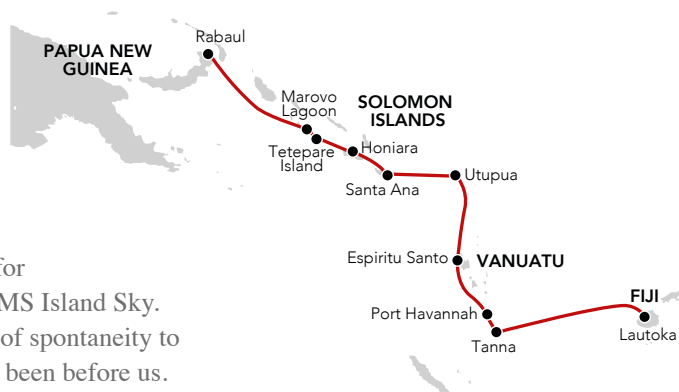 Rabaul
PAPUA NEW
GUINEA
Marovo
Lagoon
SOLOMON
ISLANDS
Tetepare
Island
Honiara
Santa Ana
Utupua
Espiritu Santo
VANUATU
Port Havannah
Tanna
FIJI
Lautoka
for
MS Island Sky.
of spontaneity to
been before us.